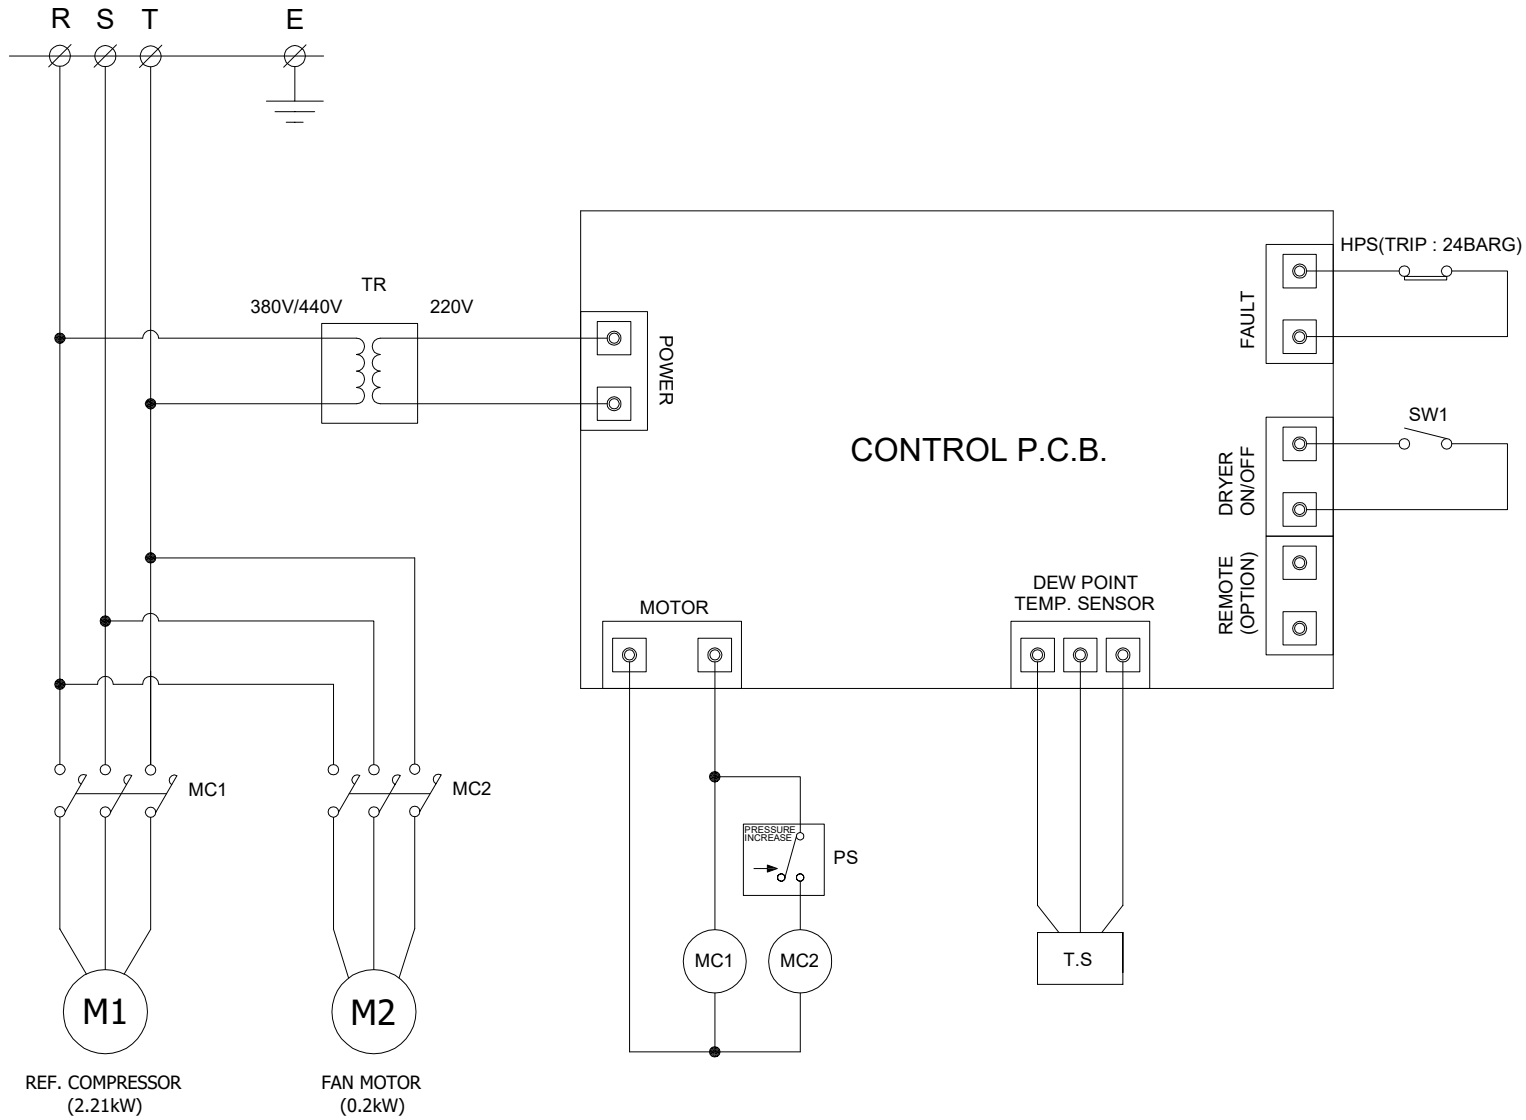 R S T E
HPS(TRIP : 24BARG)
TR
380V/440V 220V
FAULT
POWER
SW1
CONTROL P.C.B.
DRYER
ON/OFF
REMOTE
(OPTION)
DEW POINT
TEMP. SENSOR
MOTOR
MC1
MC2
PRESSURE
INCREASE
PS
MC1
MC2
T.S
M1
M2
REF. COMPRESSOR
(2.21kW)
FAN MOTOR
(0.2kW)